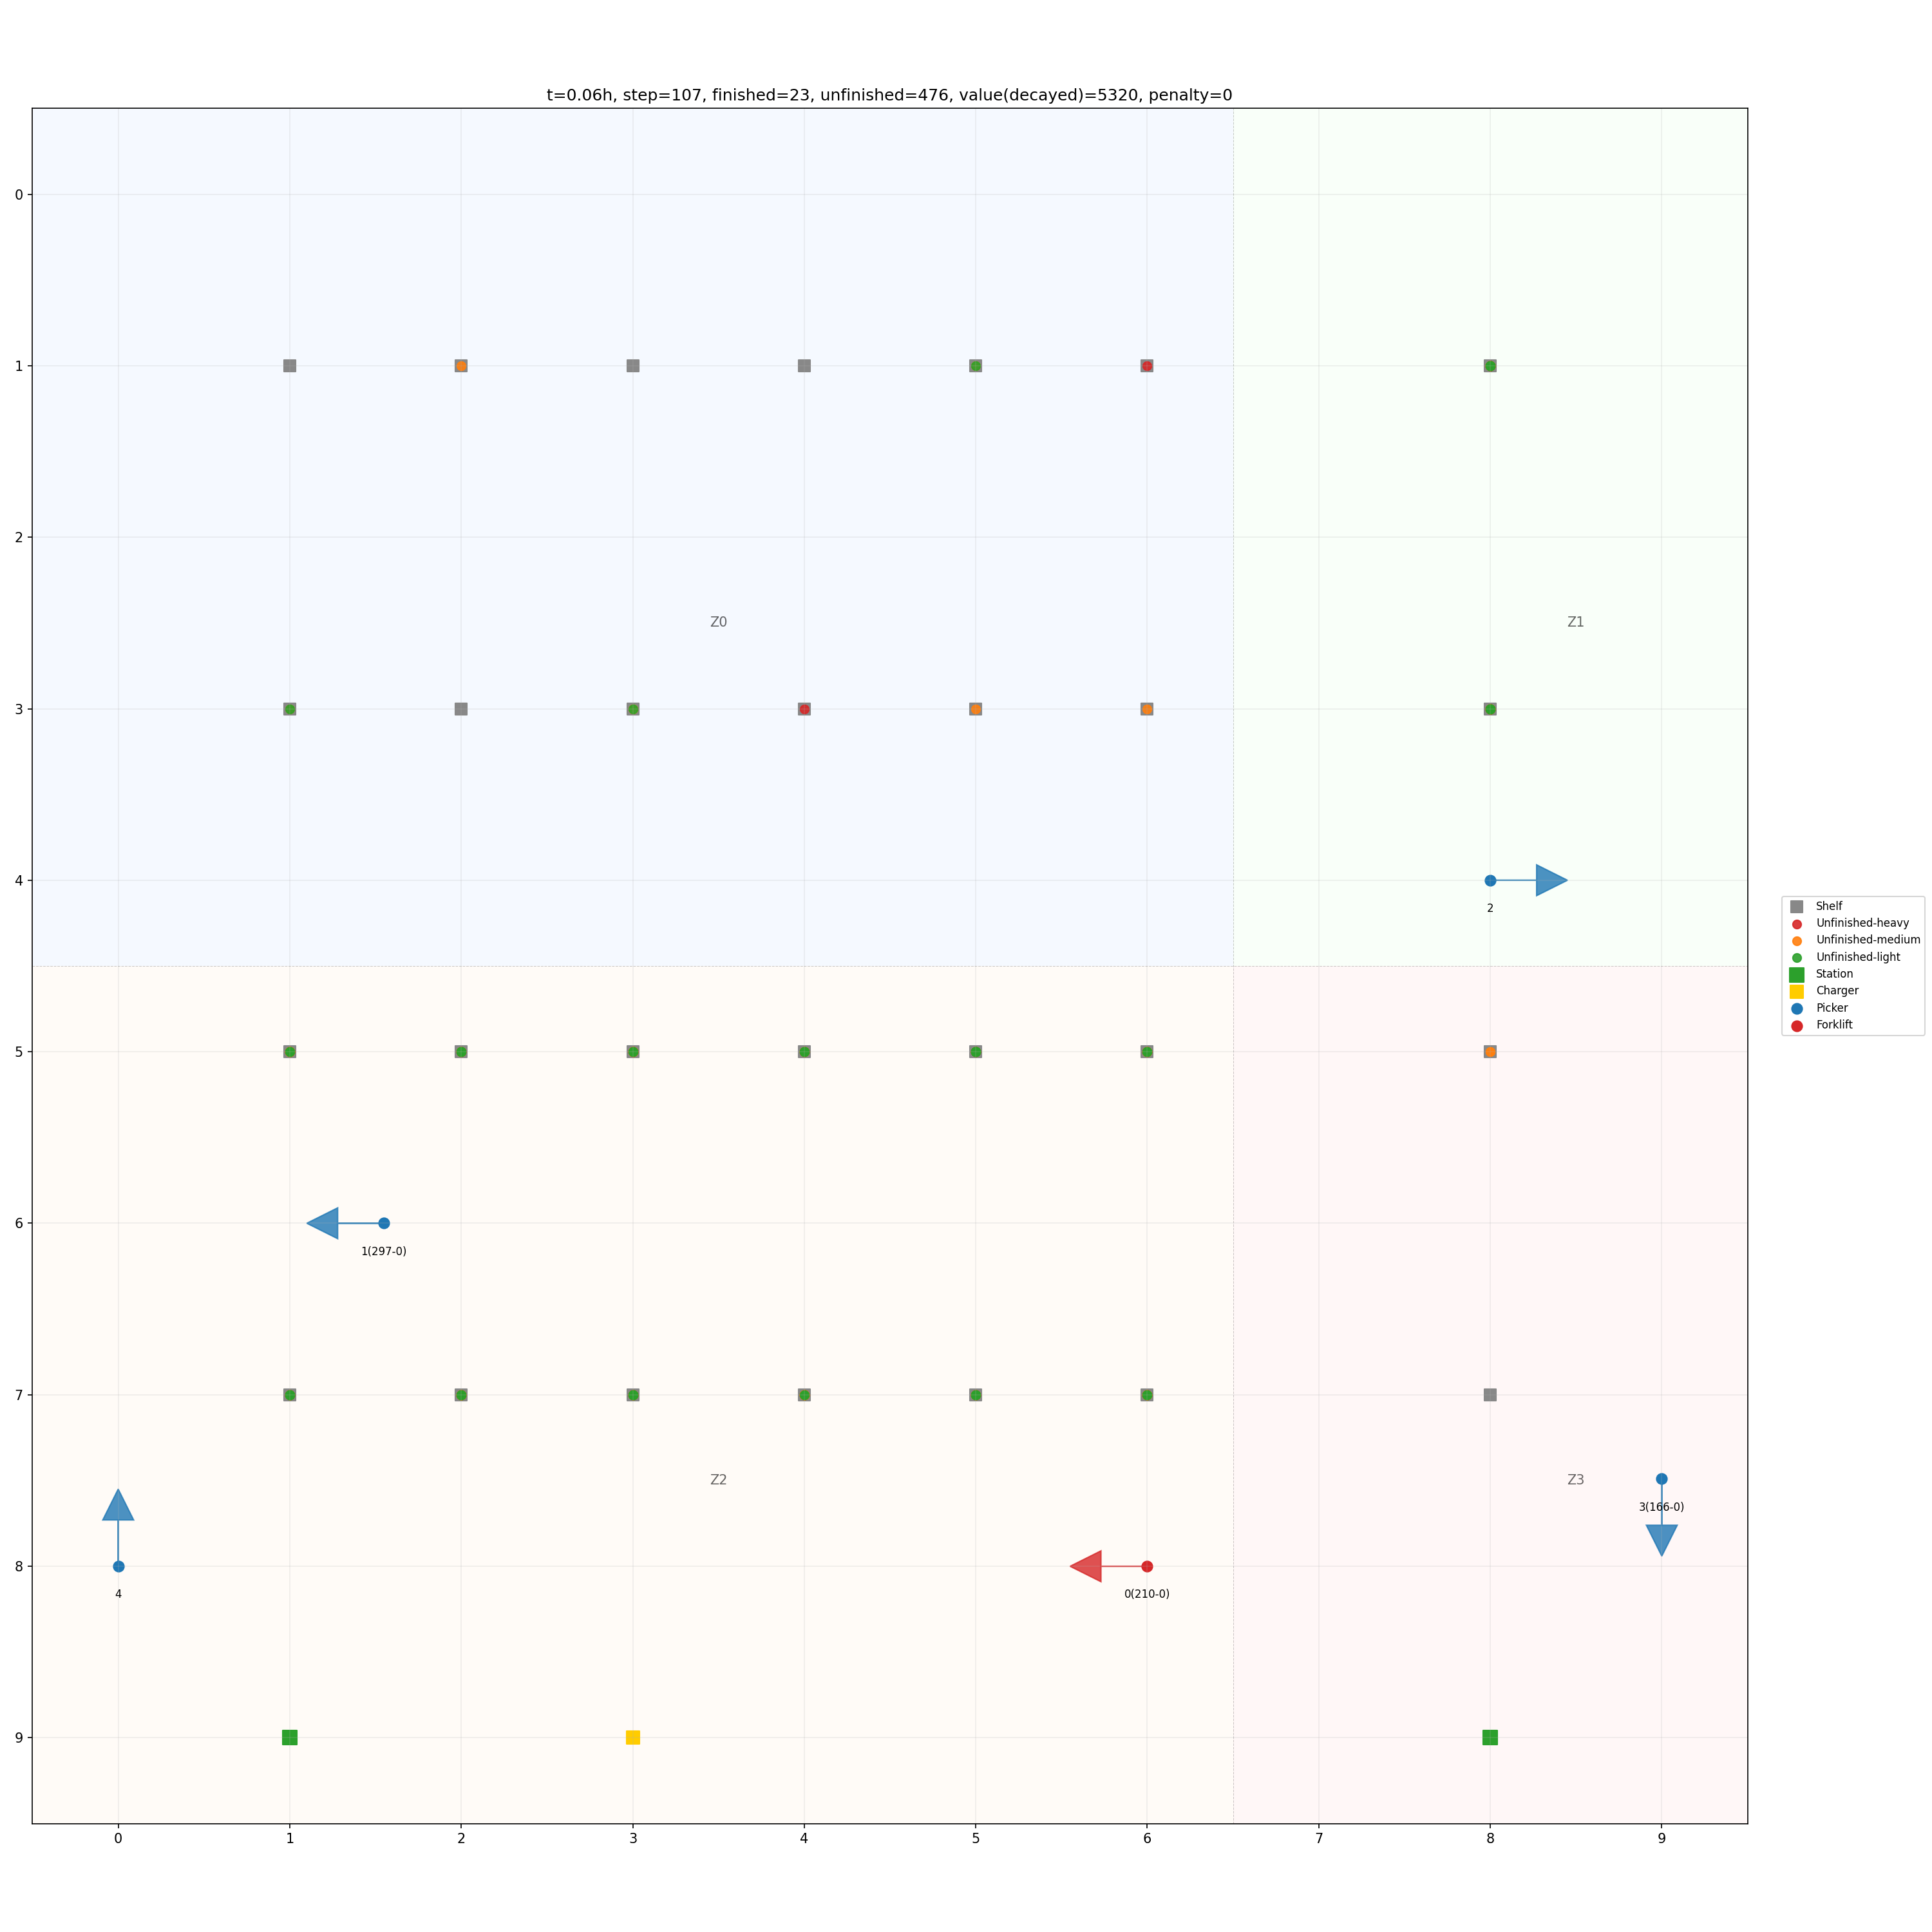 t=0.06h, step=107, finished=23, unfinished=476, value(decayed)=5320, penalty=0
0
1
2
Z0
Z1
3
4
2
Shelf
Unfinished-heavy
Unfinished-medium
Unfinished-light
Station
Charger
Picker
Forklift
5
6
1(297-0)
7
Z2
Z3
3(166-0)
8
4
0(210-0)
9
0 1 2 3 4 5 6 7 8 9